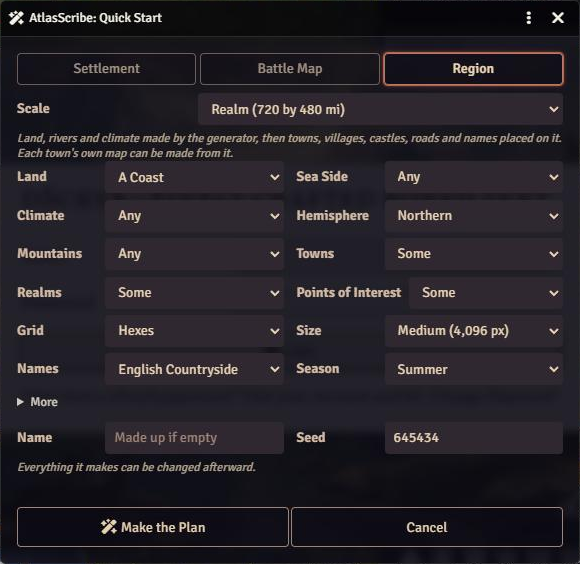 AtlasScribe: Quick Start
Settlement
Battle Map
Region
Scale
Realm (720 by 480 mi)
Land, rivers and climate made by the generator, then towns, villages, castles, roads and names placed on it.
Each town's own map can be made from it.
Land
A Coast
Sea Side
Any
Climate
Any
Hemisphere
Northern
Mountains
Any
Towns
Some
Realms
Some
Points of Interest
Some
Grid
Hexes
Size
Medium (4,096 px)
Names
English Countryside
Season
Summer
More
Name
Made up if empty
Seed
645434
Everything it makes can be changed afterward.
Make the Plan
Cancel